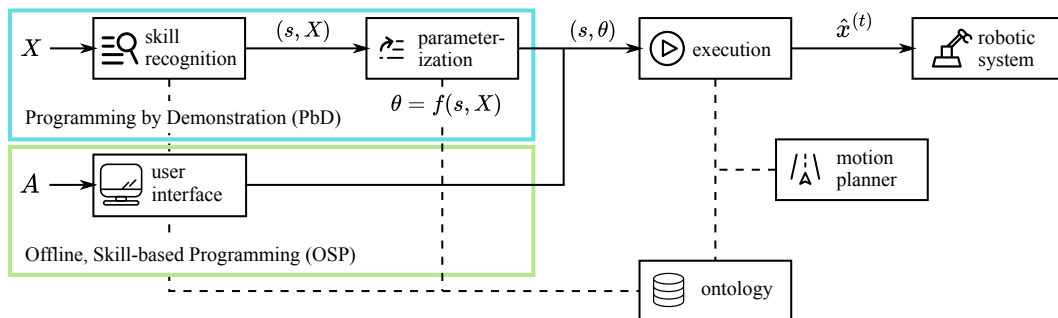 X
skill
recognition
(s, X)
parameter-
ization
(s, θ)
execution
x̂^(t)
robotic
system
θ = f(s, X)
Programming by Demonstration (PbD)
A
user
interface
motion
planner
Offline, Skill-based Programming (OSP)
ontology